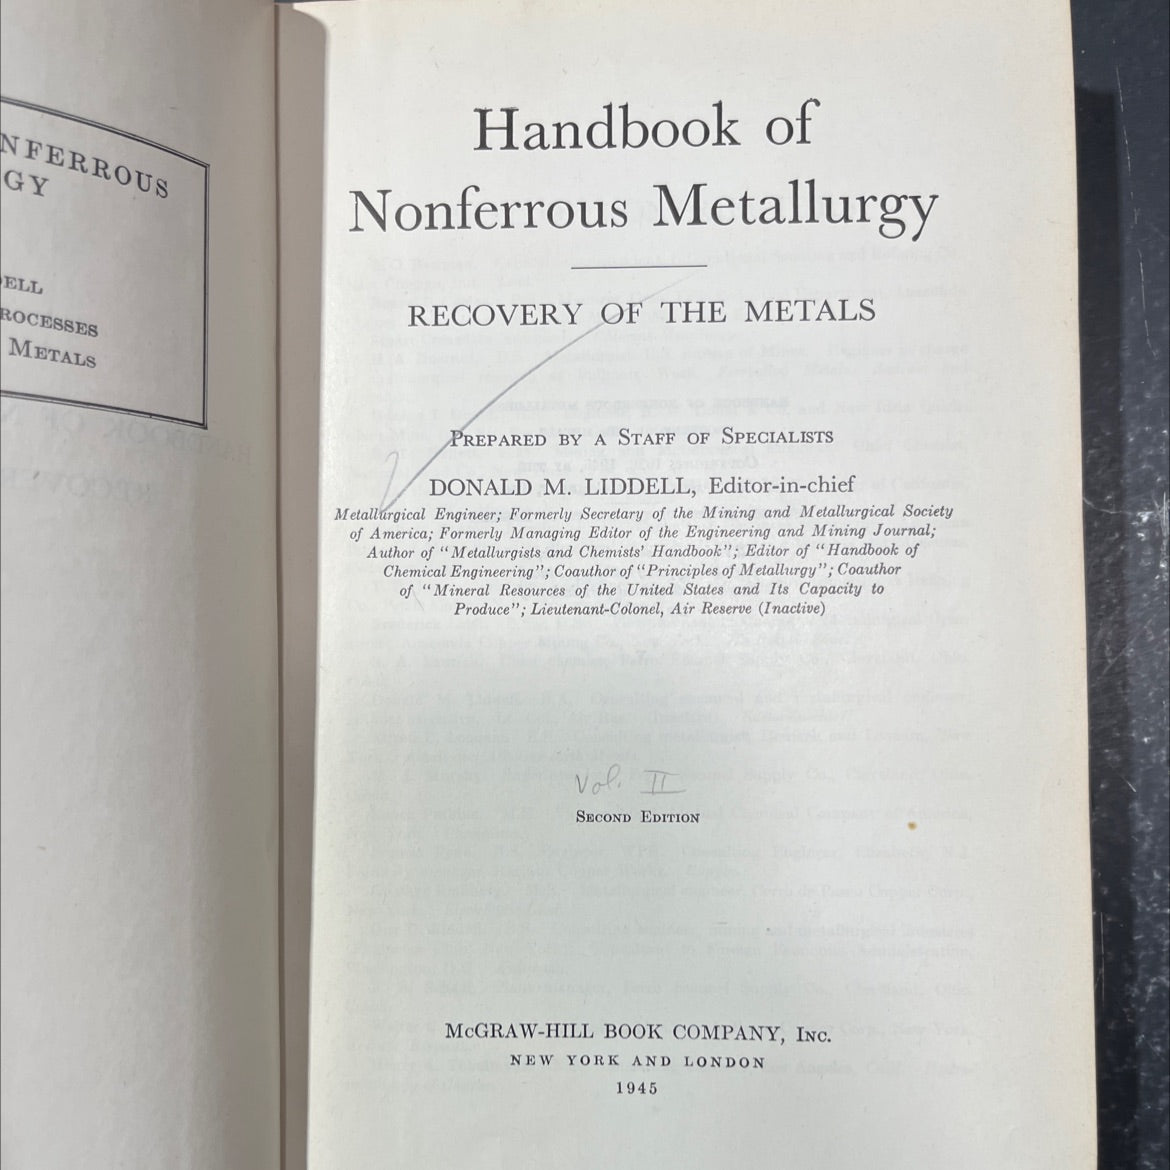 NFERROUS
GY
DELL
ROCESSES
METALS
Handbook of
Nonferrous Metallurgy
RECOVERY OF THE METALS
PREPARED BY A STAFF OF SPECIALISTS
DONALD M. LIDDELL, Editor-in-chief
Metallurgical Engineer; Formerly Secretary of the Mining and Metallurgical Society
of America; Formerly Managing Editor of the Engineering and Mining Journal;
Author of "Metallurgists and Chemists' Handbook"; Editor of "Handbook of
Chemical Engineering"; Coauthor of "Principles of Metallurgy"; Coauthor
of "Mineral Resources of the United States and Its Capacity to
Produce"; Lieutenant-Colonel, Air Reserve (Inactive)
Vol. II
SECOND EDITION
McGRAW-HILL BOOK COMPANY, INC.
NEW YORK AND LONDON
1945